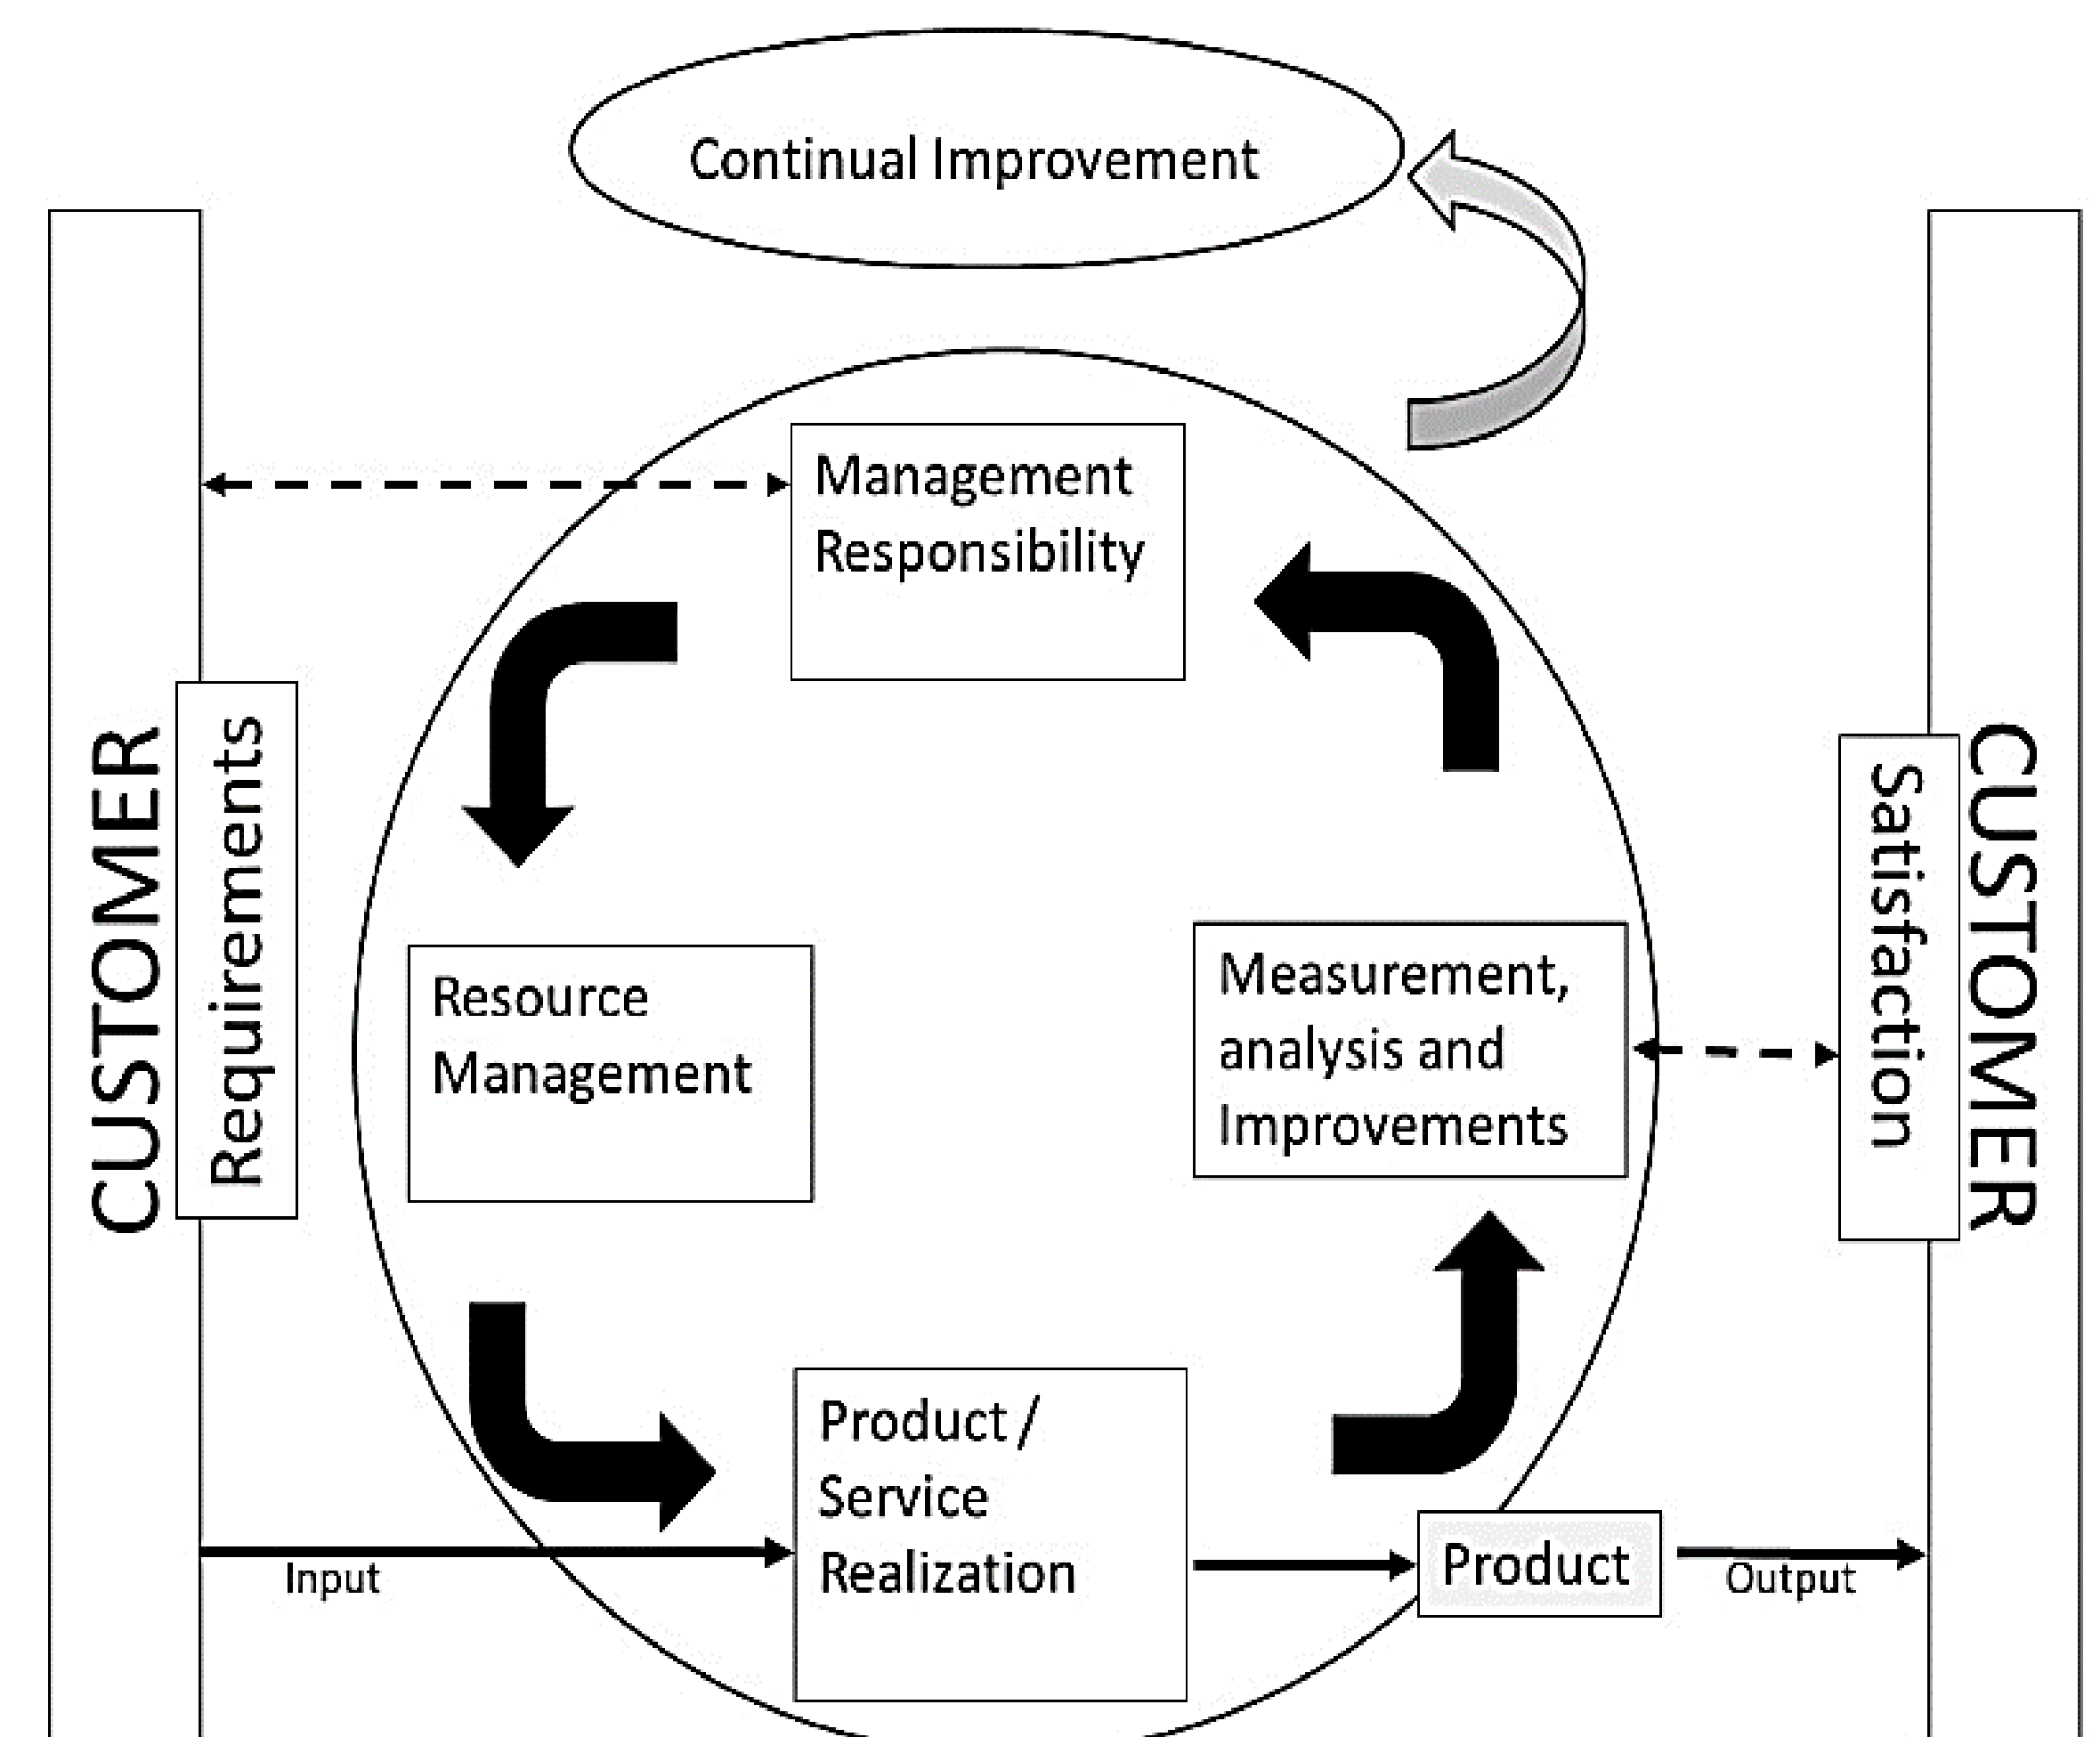 Continual Improvement
Management
Responsibility
CUSTOMER
Requirements
Resource
Management
Measurement,
analysis and
Improvements
Satisfaction
CUSTOMER
Product /
Service
Realization
Input
Product
Output